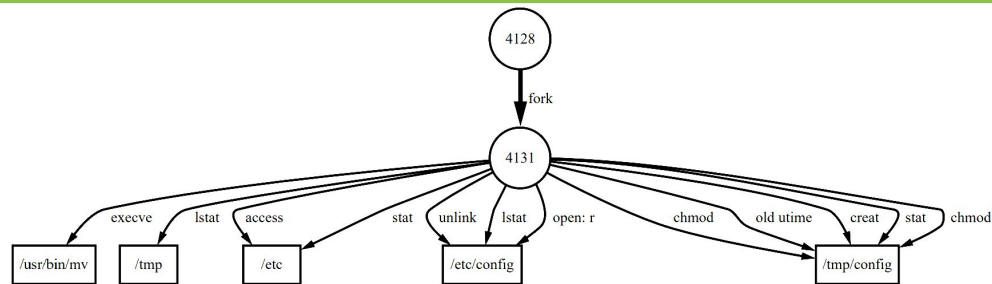 4128
fork
4131
execve lstat access stat unlink lstat open: r chmod old utime creat stat chmod
/usr/bin/mv /tmp /etc /etc/config /tmp/config